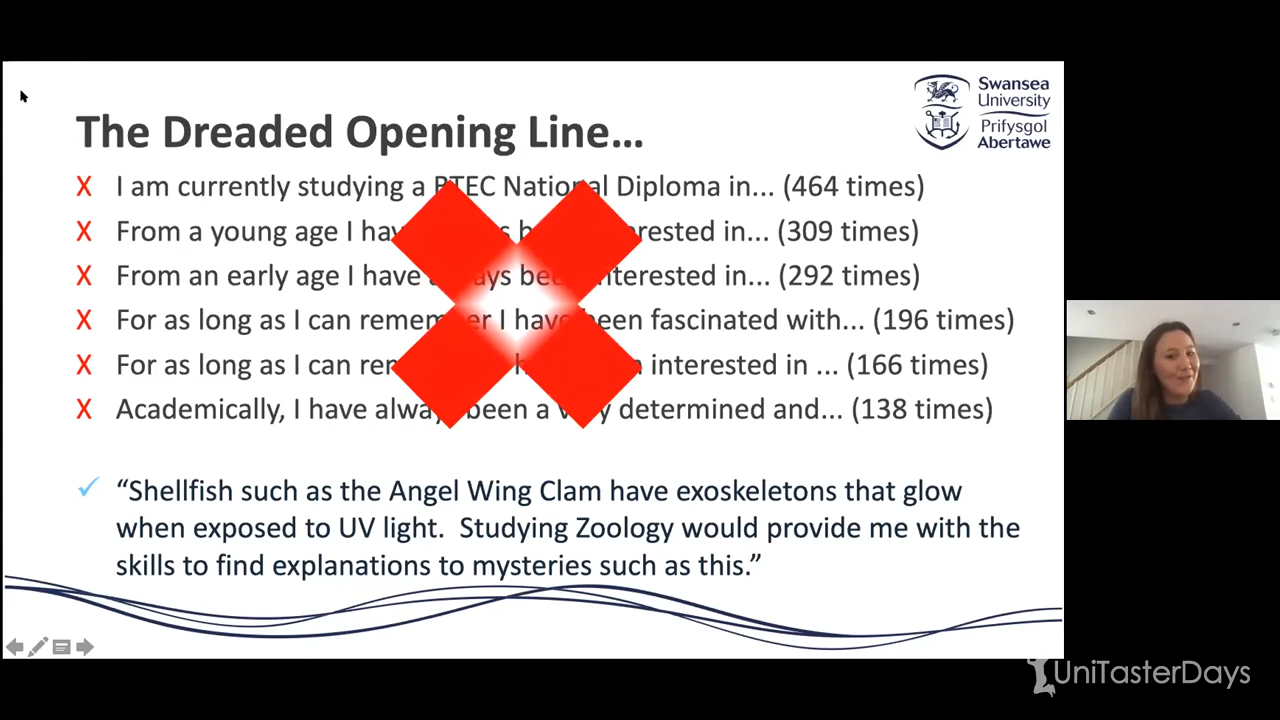 Swansea
University
Prifysgol
Abertawe
The Dreaded Opening Line...
X I am currently studying a BTEC National Diploma in... (464 times)
X From a young age I have interested in... (309 times)
X From an early age I have always been interested in... (292 times)
X For as long as I can remember I have been fascinated with... (196 times)
X For as long as I can interested in ... (166 times)
X Academically, I have always been a very determined and... (138 times)
✓ “Shellfish such as the Angel Wing Clam have exoskeletons that glow
when exposed to UV light. Studying Zoology would provide me with the
skills to find explanations to mysteries such as this.”
UniTasterDays